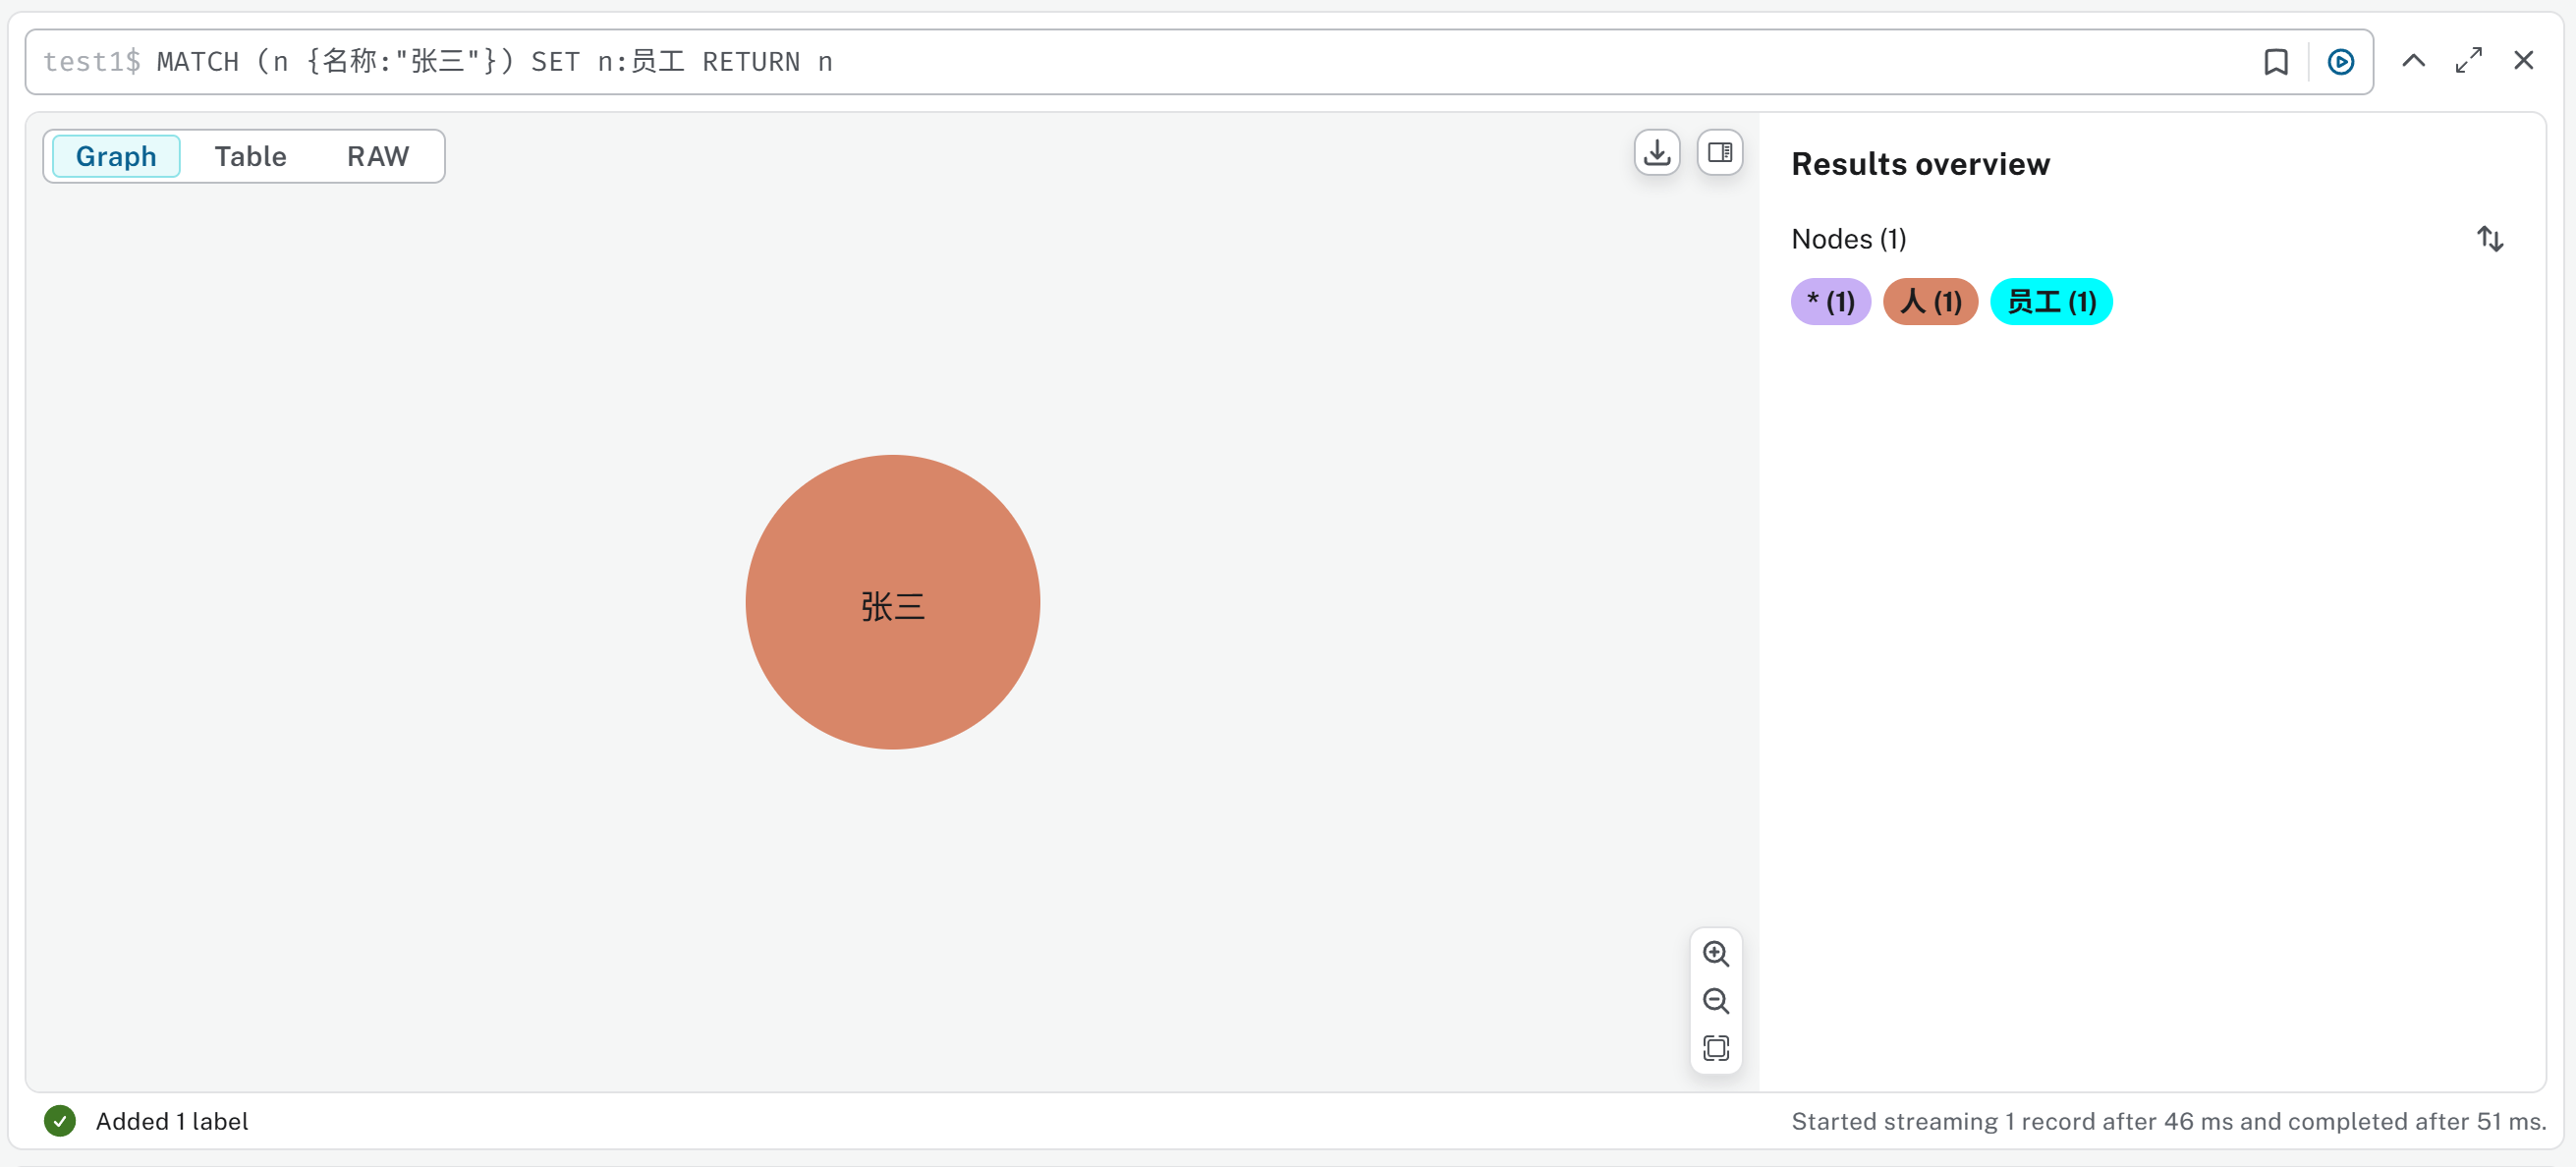 test1$ MATCH (n {名称:"张三"}) SET n:员工 RETURN n
Graph Table RAW
Results overview
Nodes (1)
* (1) 人 (1) 员工 (1)
张三
Added 1 label
Started streaming 1 record after 46 ms and completed after 51 ms.